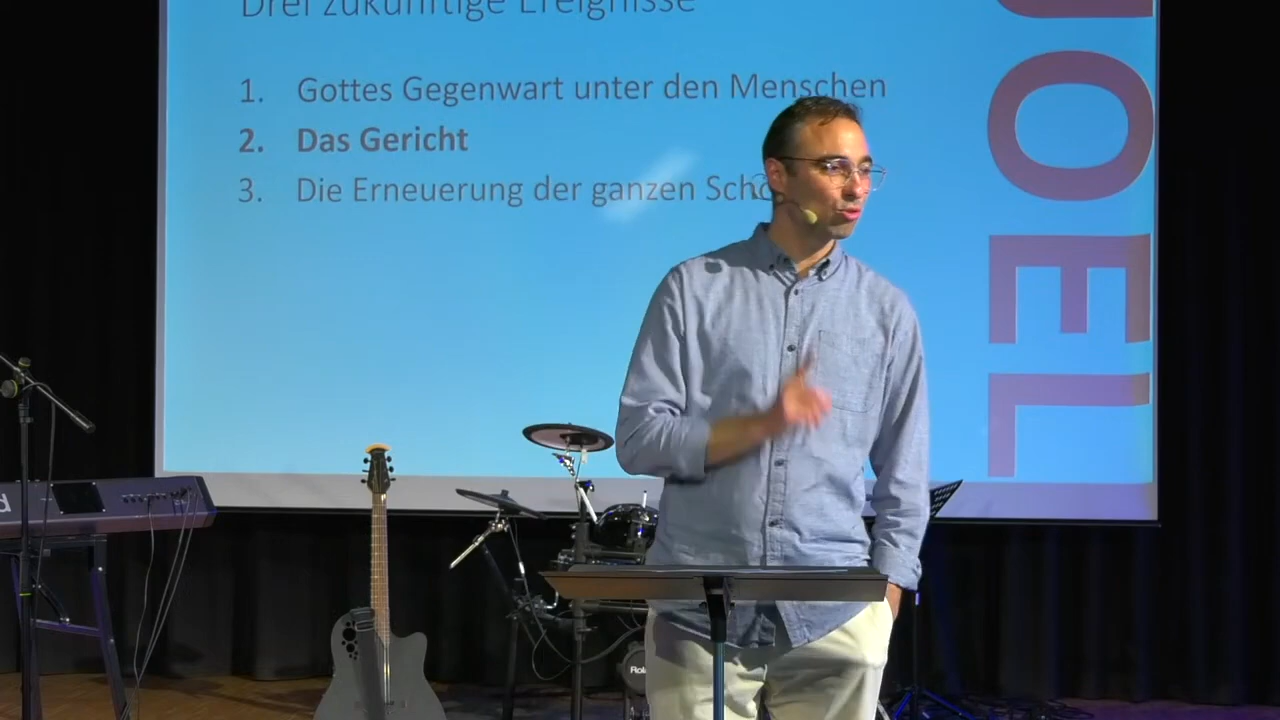 Drei zukünftige Ereignisse
1. Gottes Gegenwart unter den Menschen
2. Das Gericht
3. Die Erneuerung der ganzen
JOEL